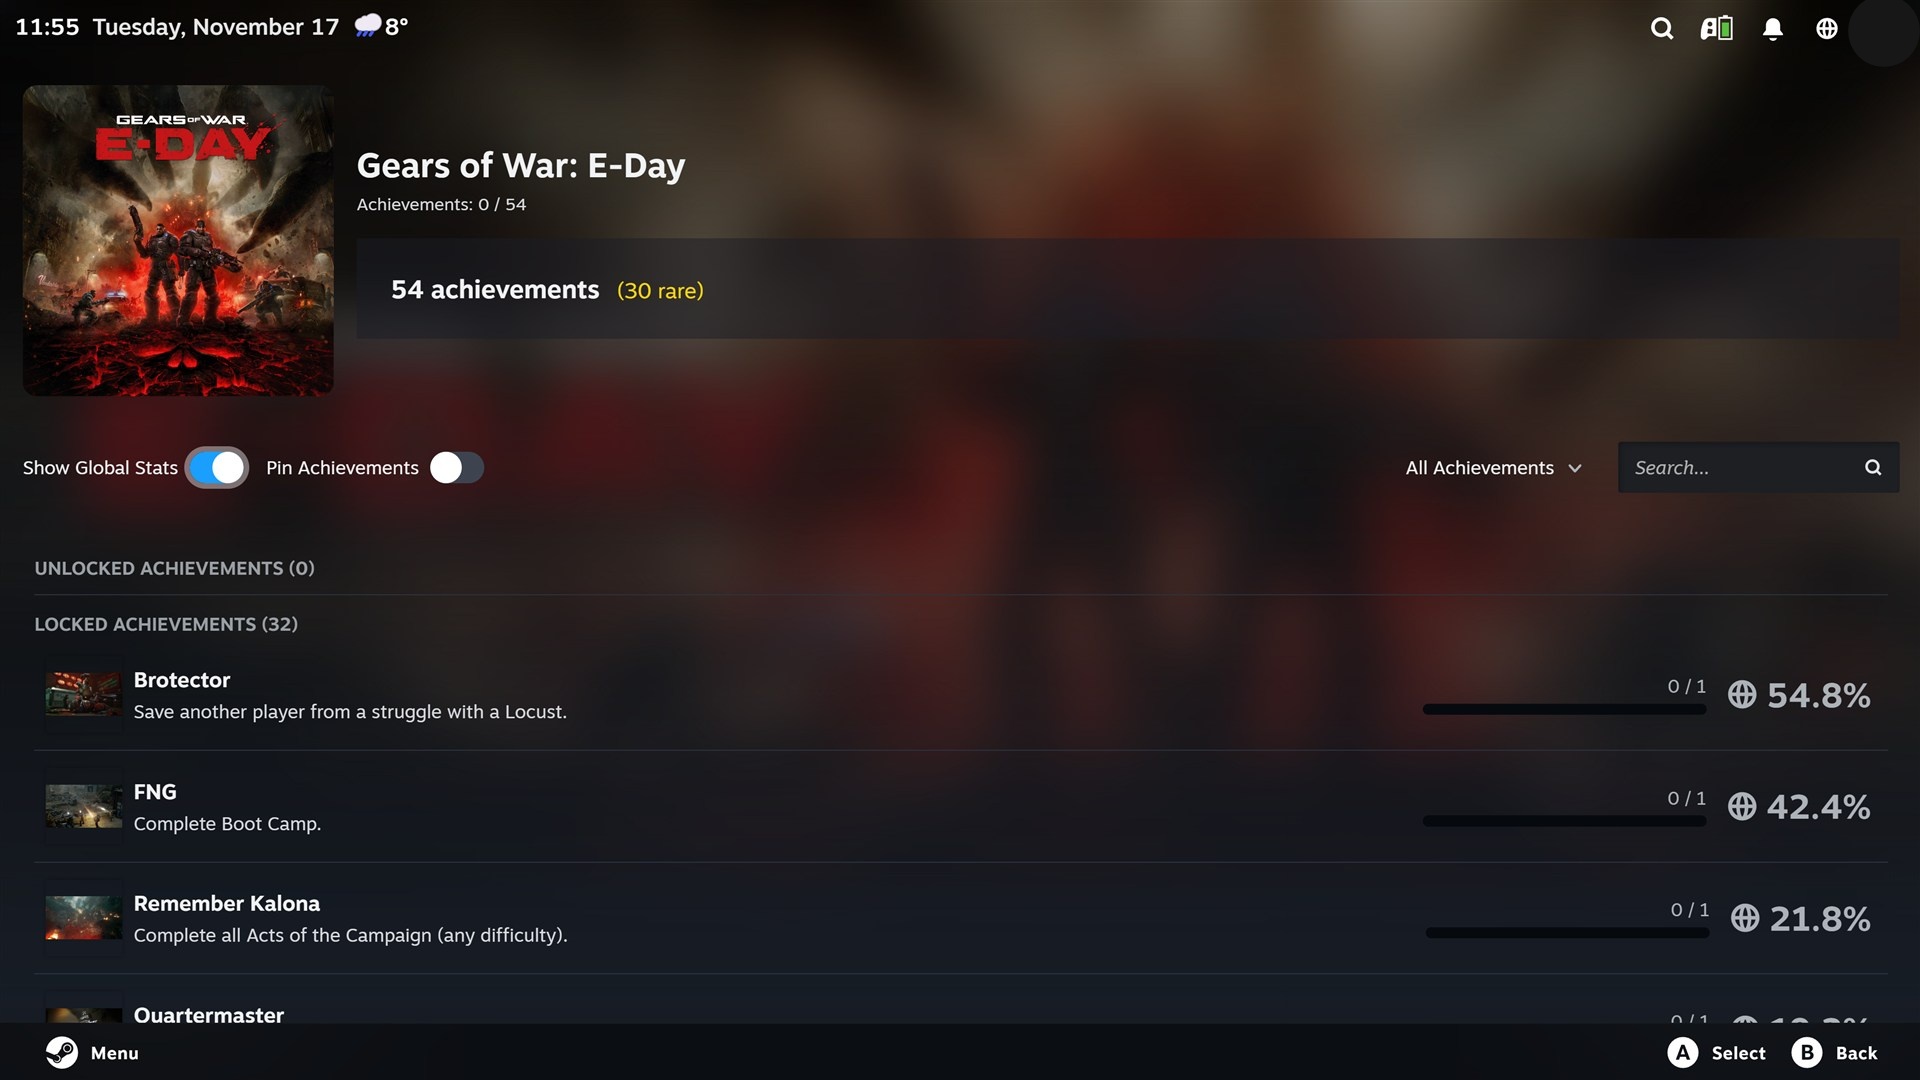 11:55 Tuesday, November 17 8°
GEARS OF WAR
E-DAY
Gears of War: E-Day
Achievements: 0 / 54
54 achievements (30 rare)
Show Global Stats Pin Achievements All Achievements Search...
UNLOCKED ACHIEVEMENTS (0)
LOCKED ACHIEVEMENTS (32)
Brotector
Save another player from a struggle with a Locust.
0 / 1 54.8%
FNG
Complete Boot Camp.
0 / 1 42.4%
Remember Kalona
Complete all Acts of the Campaign (any difficulty).
0 / 1 21.8%
Quartermaster
0 / 1
Menu A Select B Back